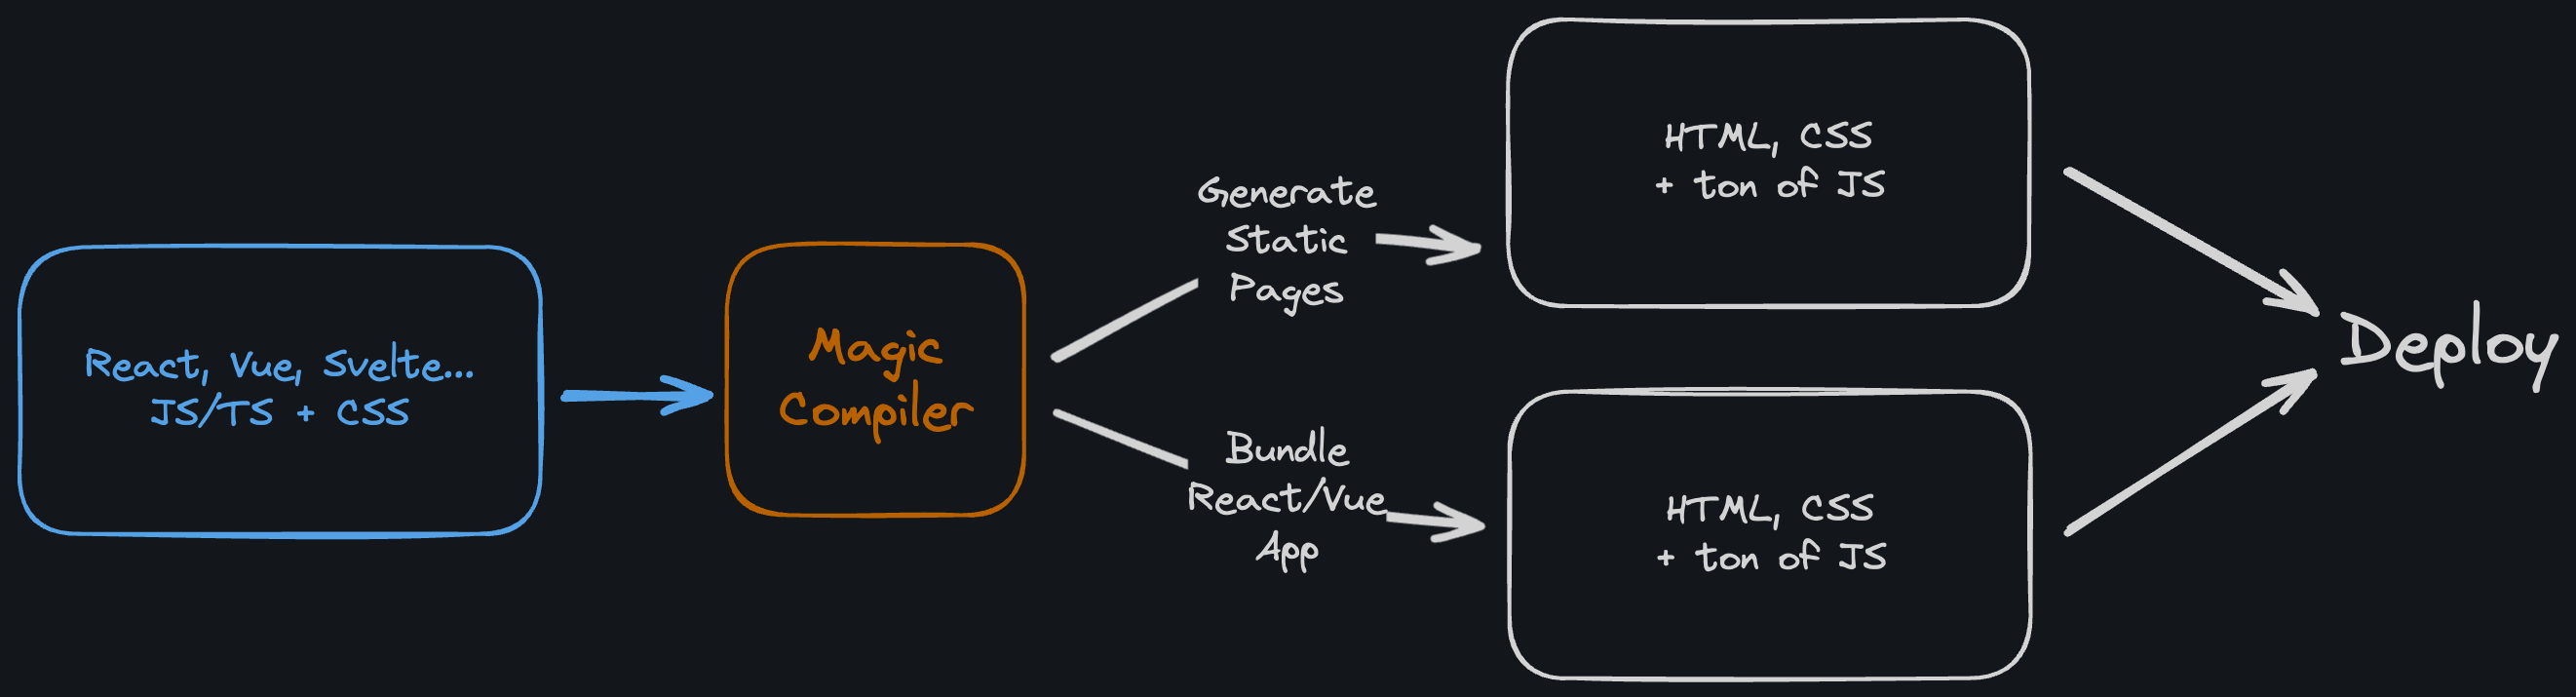 React, Vue, Svelte...
JS/TS + CSS
Magic
Compiler
Generate
Static
Pages
HTML, CSS
+ ton of JS
Bundle
React/Vue
App
HTML, CSS
+ ton of JS
Deploy